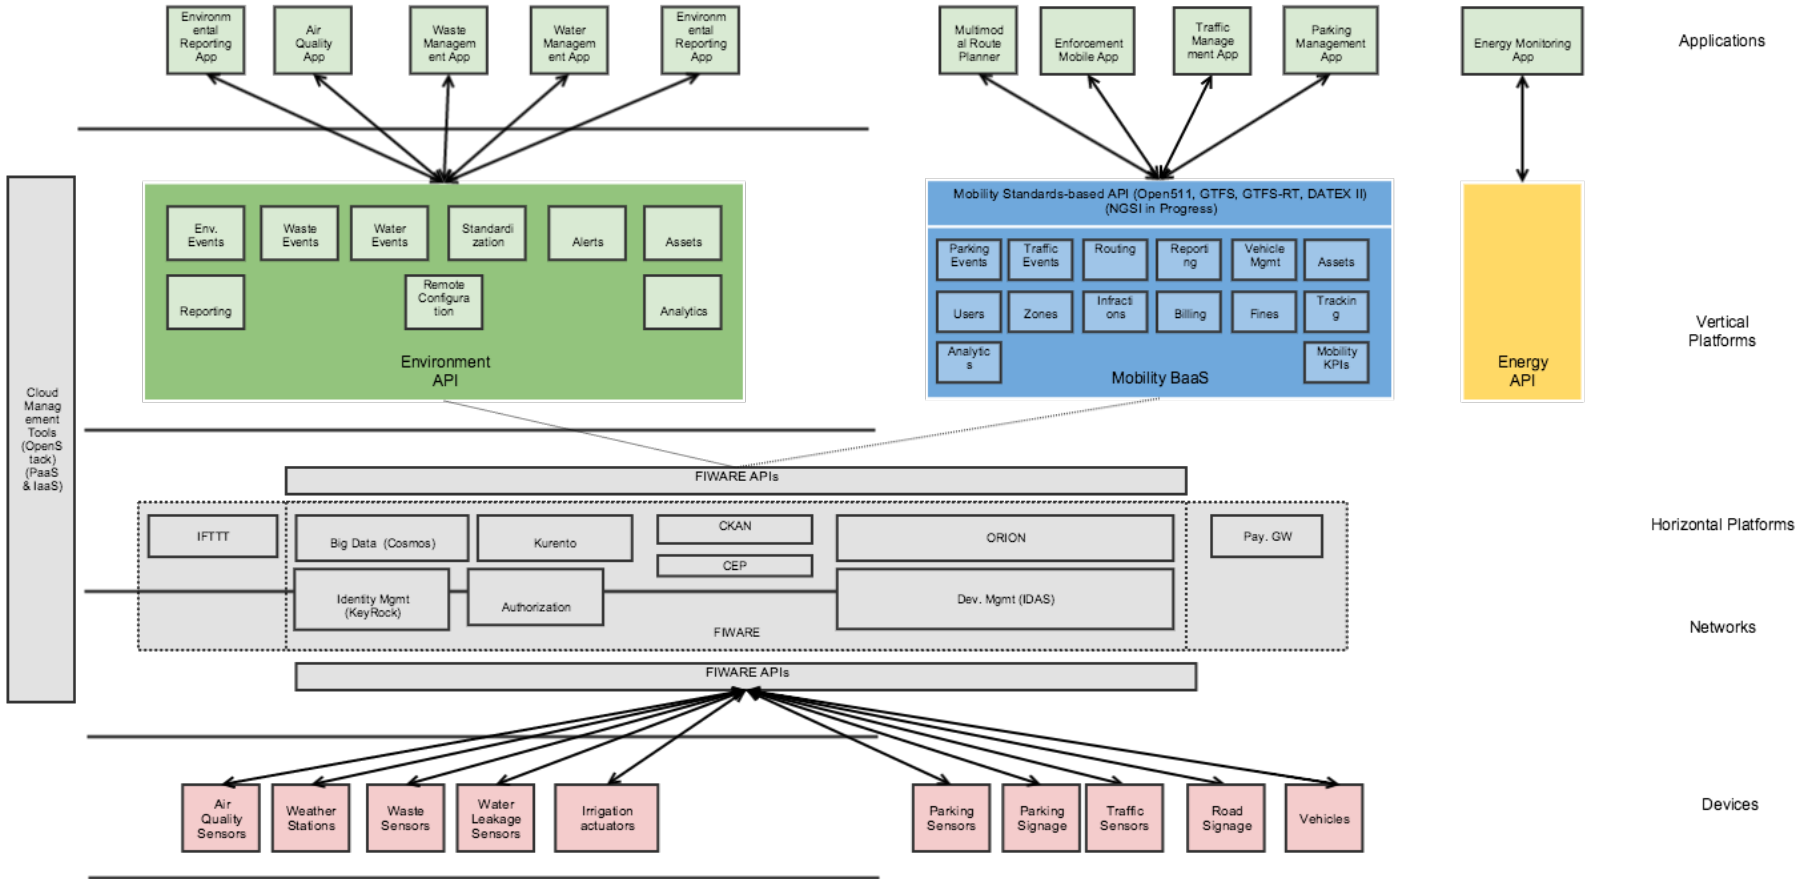 Environm
ental
Reporting
App
Air
Quality
App
Waste
Managem
ent App
Water
Managem
ent App
Environm
ental
Reporting
App
Multimod
al Route
Planner
Enforcement
Mobile App
Traffic
Manage
ment App
Parking
Management
App
Energy Monitoring
App
Applications
Cloud
Manag
ement
Tools
(OpenS
tack)
(PaaS
& IaaS)
Env.
Events
Waste
Events
Water
Events
Standardi
zation
Alerts
Assets
Reporting
Remote
Configura
tion
Analytics
Environment
API
Mobility Standards-based API (Open511, GTFS, GTFS-RT, DATEX II)
(NGSI in Progress)
Parking
Events
Traffic
Events
Routing
Reporti
ng
Vehicle
Mgmt
Assets
Users
Zones
Infracti
ons
Billing
Fines
Trackin
g
Analytic
s
Mobility
KPIs
Mobility BaaS
Energy
API
Vertical
Platforms
FIWARE APIs
IFTTT
Big Data (Cosmos)
Kurento
CKAN
CEP
ORION
Pay. GW
Horizontal Platforms
Identity Mgmt
(KeyRock)
Authorization
Dev. Mgmt (IDAS)
FIWARE
Networks
FIWARE APIs
Air
Quality
Sensors
Weather
Stations
Waste
Sensors
Water
Leakage
Sensors
Irrigation
actuators
Parking
Sensors
Parking
Signage
Traffic
Sensors
Road
Signage
Vehicles
Devices